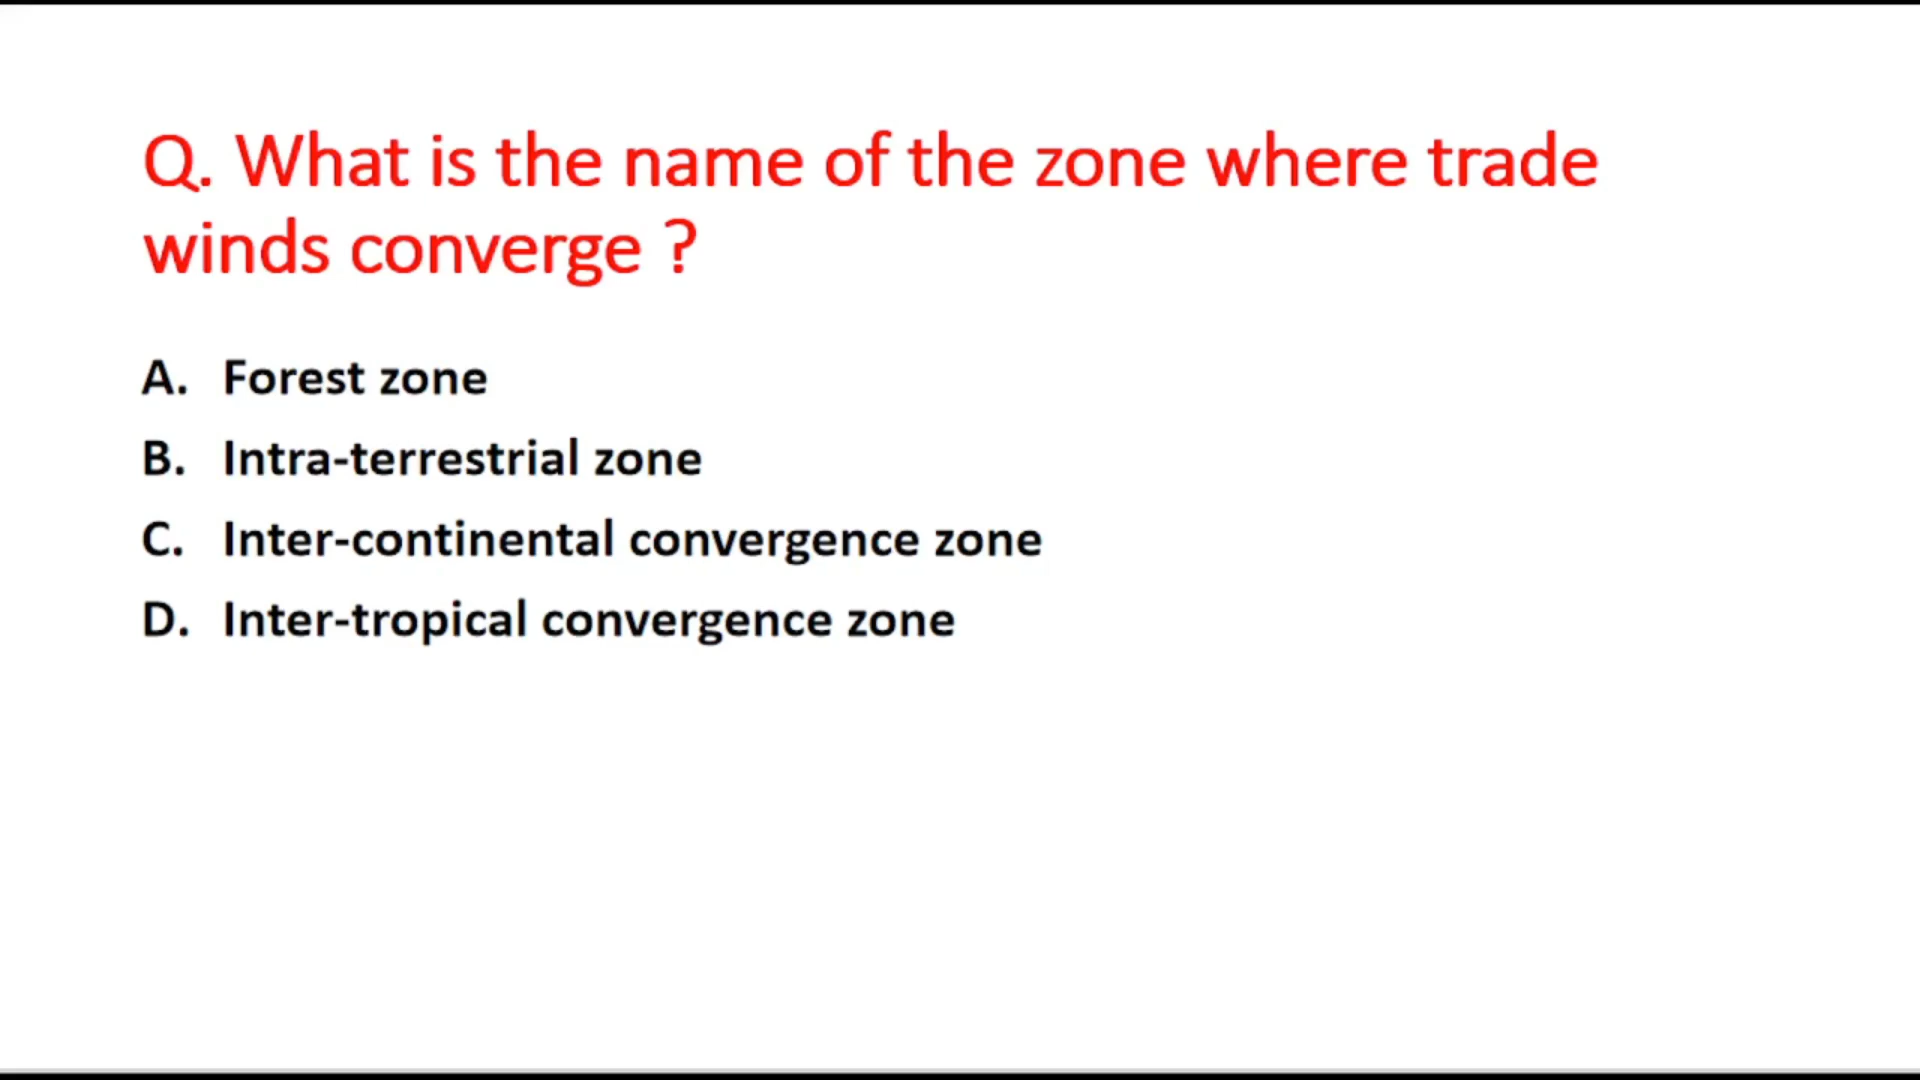 Q. What is the name of the zone where trade
winds converge ?
A. Forest zone
B. Intra-terrestrial zone
C. Inter-continental convergence zone
D. Inter-tropical convergence zone